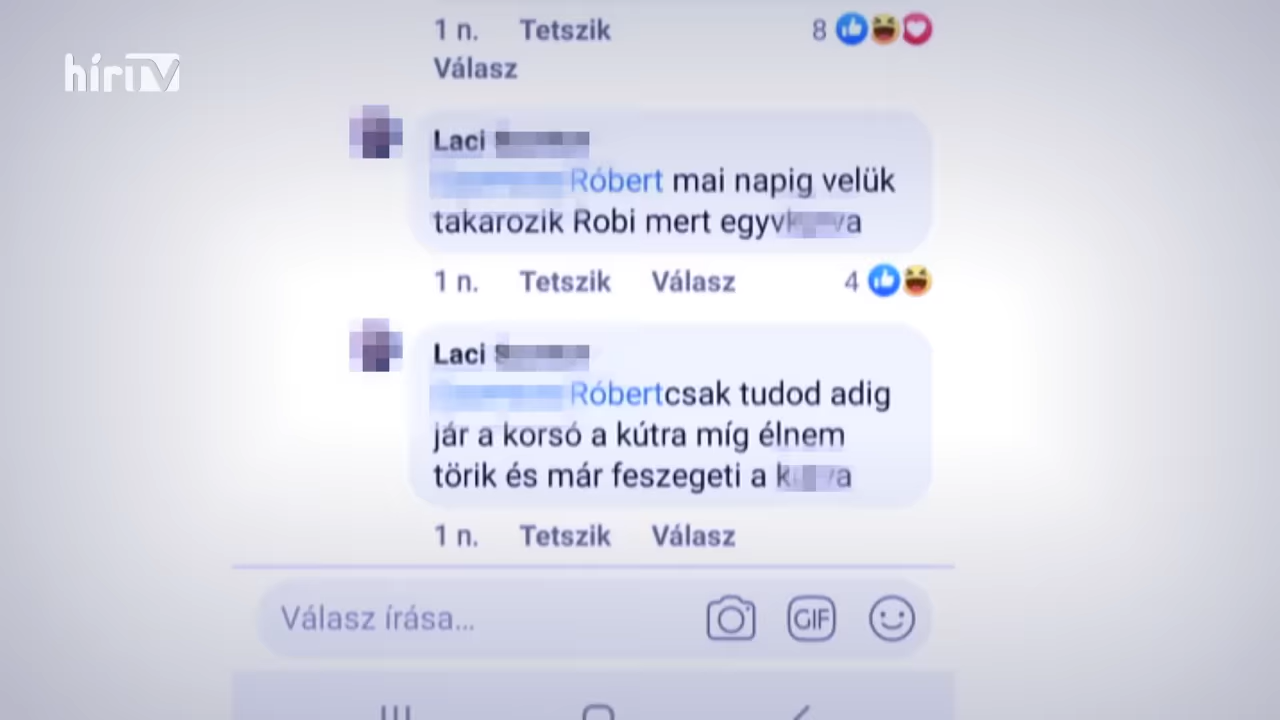 1 n. Tetszik 8
Válasz
hírTV
Laci
Róbert mai napig velük
takarozik Robi mert
1 n. Tetszik Válasz 4
Laci
Róbertcsak tudod adig
jár a korsó a kútra míg élnem
törik és már feszegeti a
1 n. Tetszik Válasz
Válasz írása...
GIF